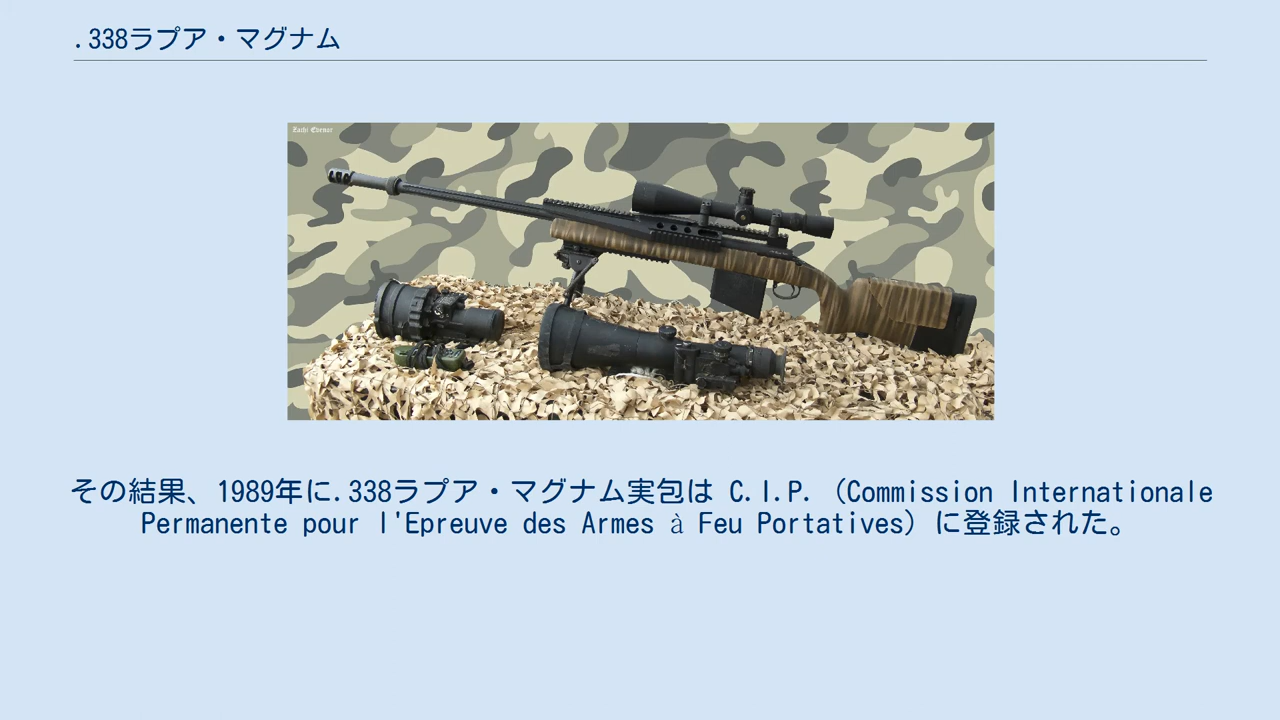 .338ラプア・マグナム
Zachi Evenor
その結果、1989年に.338ラプア・マグナム実包は C.I.P. (Commission Internationale
Permanente pour l'Epreuve des Armes à Feu Portatives) に登録された。